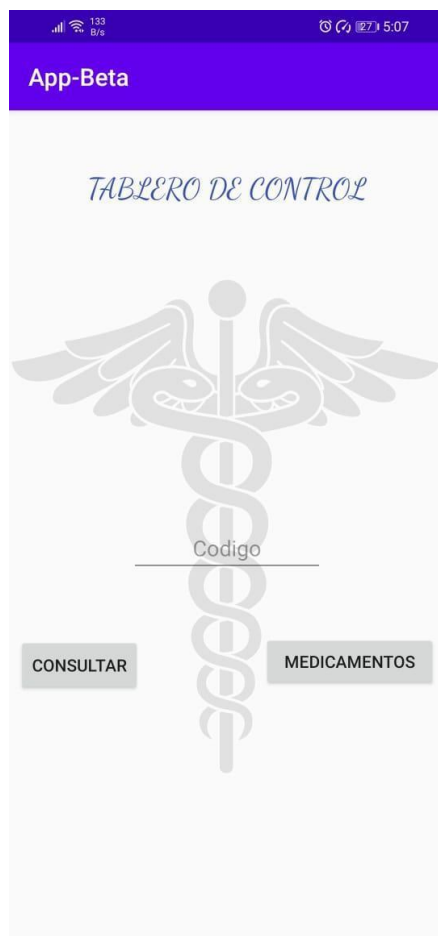 133
B/s
27 5:07
App-Beta
TABLERO DE CONTROL
Codigo
CONSULTAR
MEDICAMENTOS